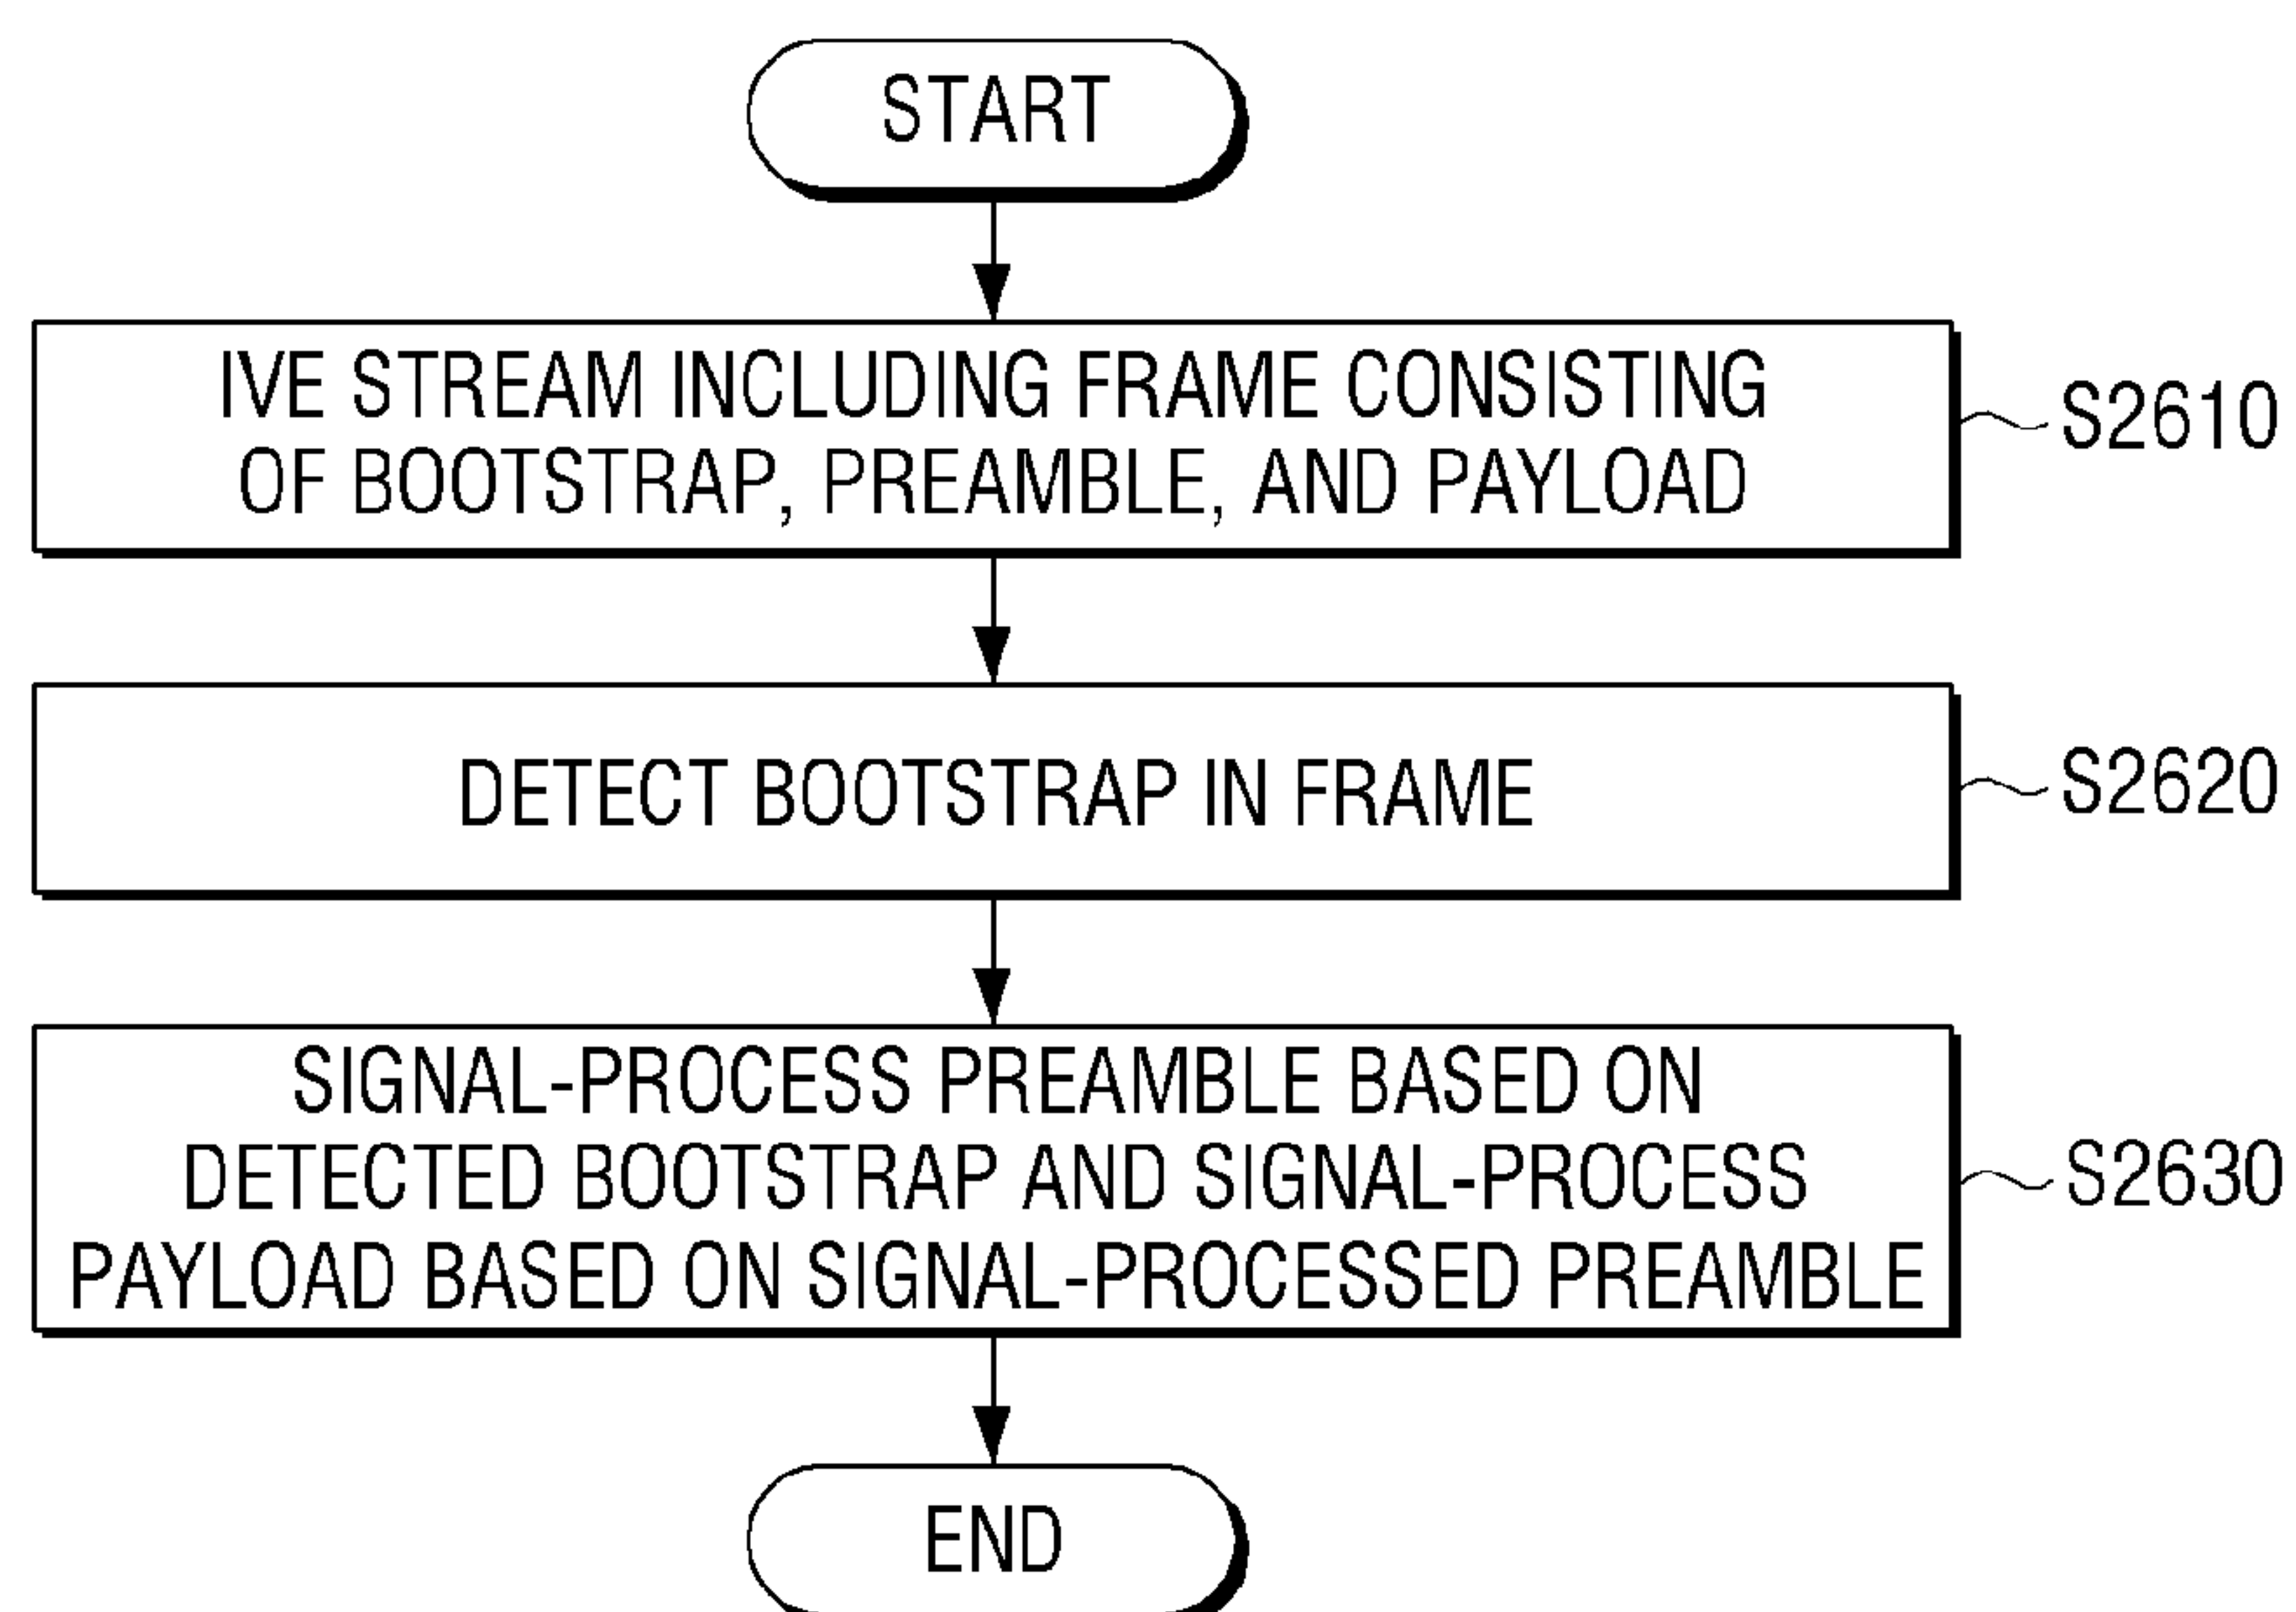 START
IVE STREAM INCLUDING FRAME CONSISTING
OF BOOTSTRAP, PREAMBLE, AND PAYLOAD
S2610
DETECT BOOTSTRAP IN FRAME
S2620
SIGNAL-PROCESS PREAMBLE BASED ON
DETECTED BOOTSTRAP AND SIGNAL-PROCESS
PAYLOAD BASED ON SIGNAL-PROCESSED PREAMBLE
S2630
END